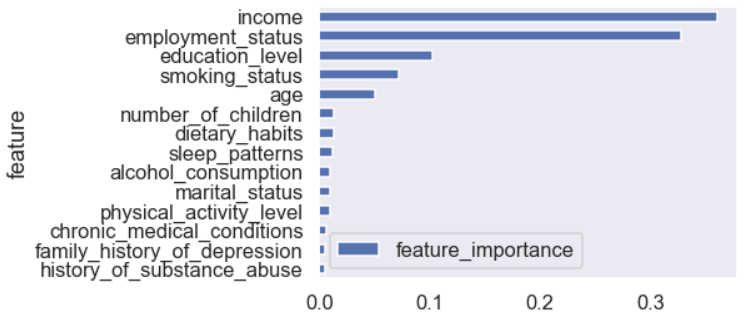 income
employment_status
education_level
smoking_status
age
number_of_children
dietary_habits
sleep_patterns
alcohol_consumption
marital_status
physical_activity_level
chronic_medical_conditions
family_history_of_depression
history_of_substance_abuse
feature
feature_importance
0.0 0.1 0.2 0.3